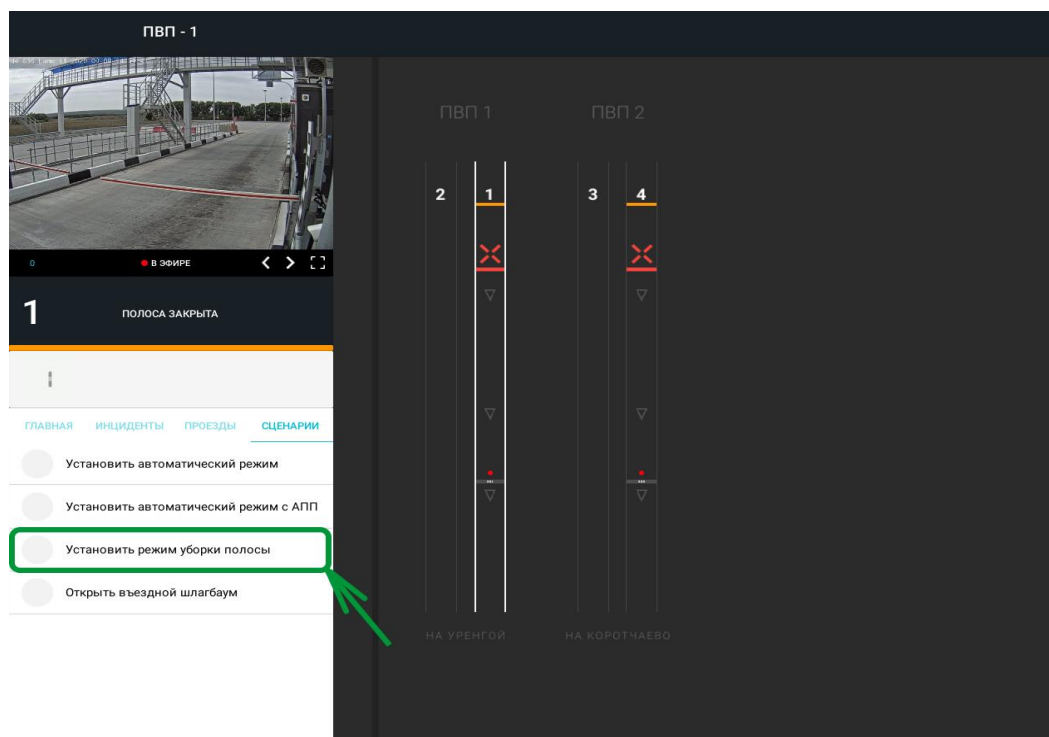 ПВП - 1
0
В ЭФИРЕ
1
ПОЛОСА ЗАКРЫТА
ГЛАВНАЯ ИНЦИДЕНТЫ ПРОЕЗДЫ СЦЕНАРИИ
Установить автоматический режим
Установить автоматический режим с АПП
Установить режим уборки полосы
Открыть въездной шлагбаум
ПВП 1 ПВП 2
2 1 3 4
НА УРЕНГОЙ НА КОРОТЧАЕВО